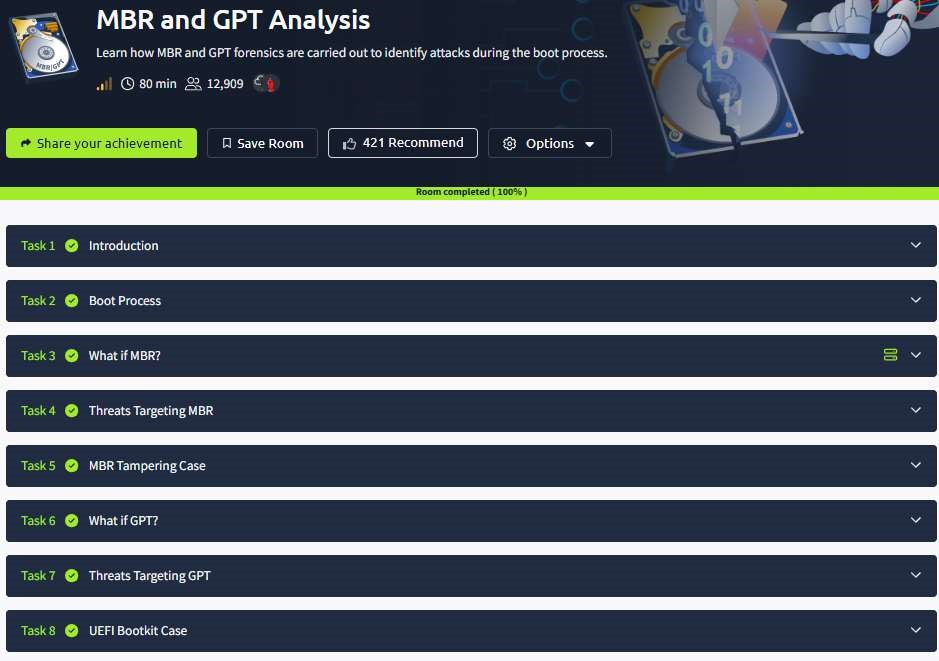 MBR and GPT Analysis
Learn how MBR and GPT forensics are carried out to identify attacks during the boot process.
MBR/GPT
80 min 12,909
Share your achievement Save Room 421 Recommend Options
Room completed ( 100% )
Task 1 Introduction
Task 2 Boot Process
Task 3 What if MBR?
Task 4 Threats Targeting MBR
Task 5 MBR Tampering Case
Task 6 What if GPT?
Task 7 Threats Targeting GPT
Task 8 UEFI Bootkit Case